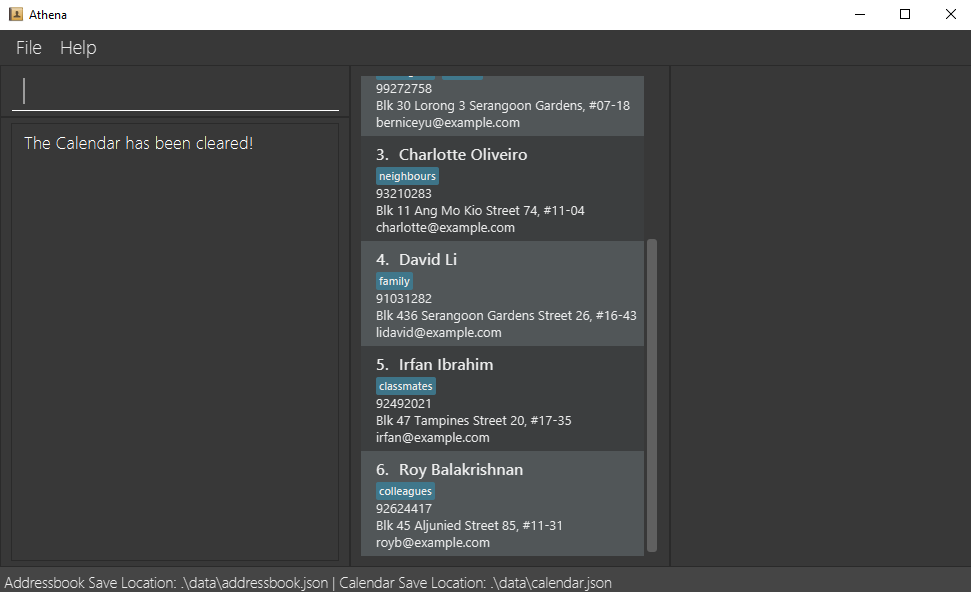 Athena
File Help
The Calendar has been cleared!
99272758
Blk 30 Lorong 3 Serangoon Gardens, #07-18
berniceyu@example.com
3. Charlotte Oliveiro
neighbours
93210283
Blk 11 Ang Mo Kio Street 74, #11-04
charlotte@example.com
4. David Li
family
91031282
Blk 436 Serangoon Gardens Street 26, #16-43
lidavid@example.com
5. Irfan Ibrahim
classmates
92492021
Blk 47 Tampines Street 20, #17-35
irfan@example.com
6. Roy Balakrishnan
colleagues
92624417
Blk 45 Aljunied Street 85, #11-31
royb@example.com
Addressbook Save Location: .\data\addressbook.json | Calendar Save Location: .\data\calendar.json